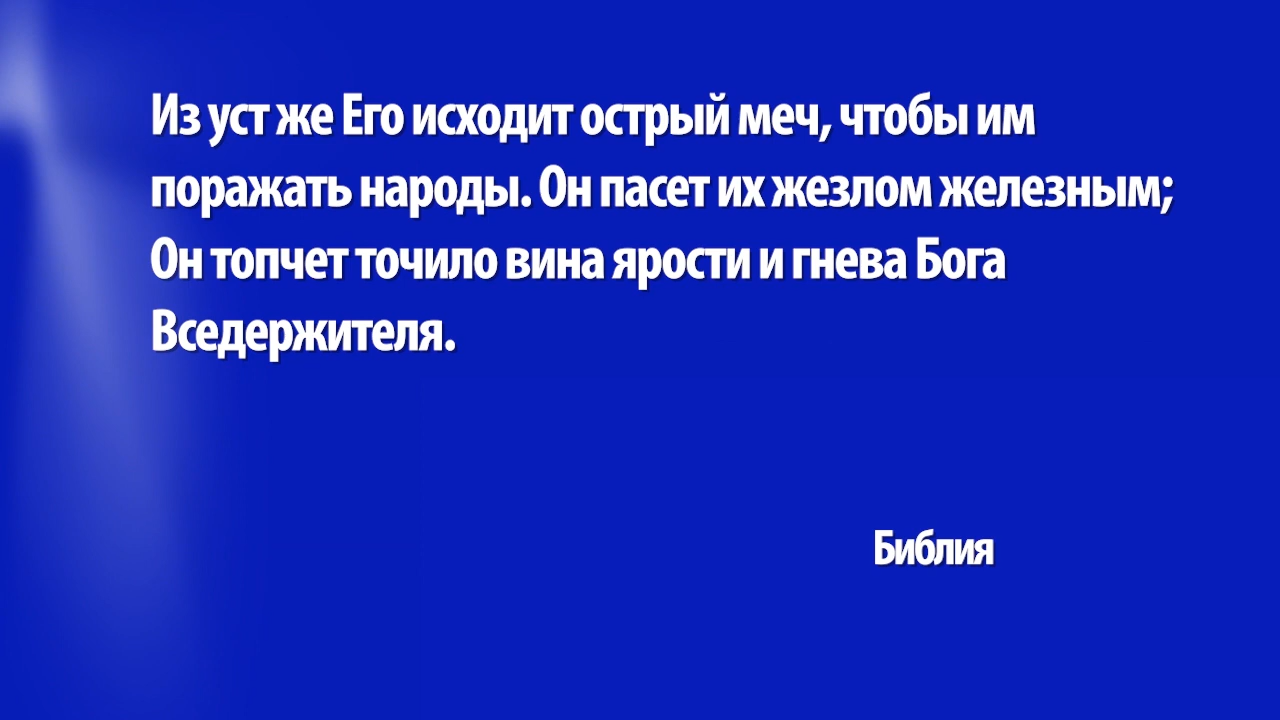 Из уст же Его исходит острый меч, чтобы им
поражать народы. Он пасет их жезлом железным;
Он топчет точило вина ярости и гнева Бога
Вседержителя.
Библия